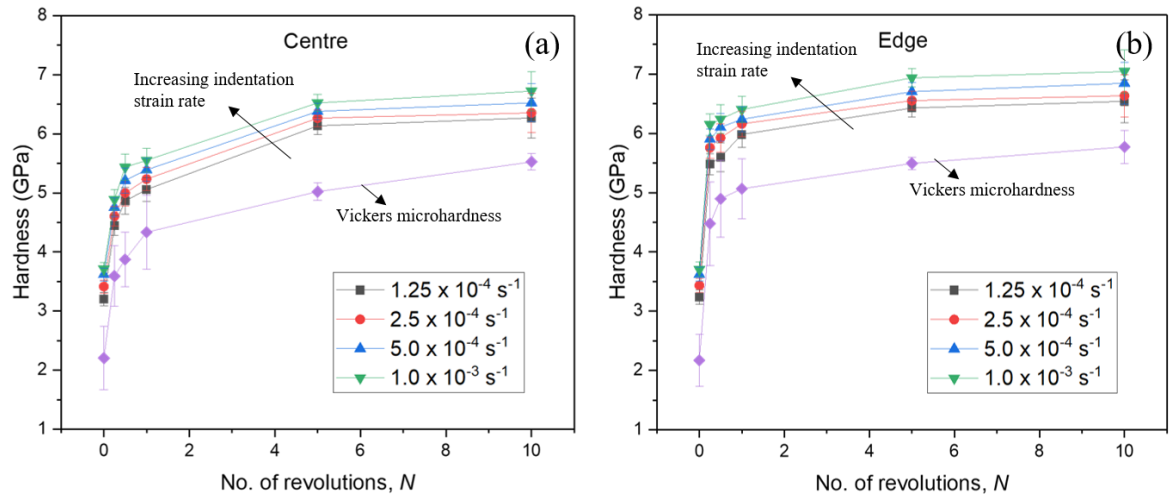 Centre
(a)
Increasing indentation
strain rate
Vickers microhardness
1.25 x 10⁻⁴ s⁻¹
2.5 x 10⁻⁴ s⁻¹
5.0 x 10⁻⁴ s⁻¹
1.0 x 10⁻³ s⁻¹
Hardness (GPa)
8
7
6
5
4
3
2
1
0 2 4 6 8 10
No. of revolutions, N
Edge
(b)
Increasing indentation
strain rate
Vickers microhardness
1.25 x 10⁻⁴ s⁻¹
2.5 x 10⁻⁴ s⁻¹
5.0 x 10⁻⁴ s⁻¹
1.0 x 10⁻³ s⁻¹
Hardness (GPa)
8
7
6
5
4
3
2
1
0 2 4 6 8 10
No. of revolutions, N